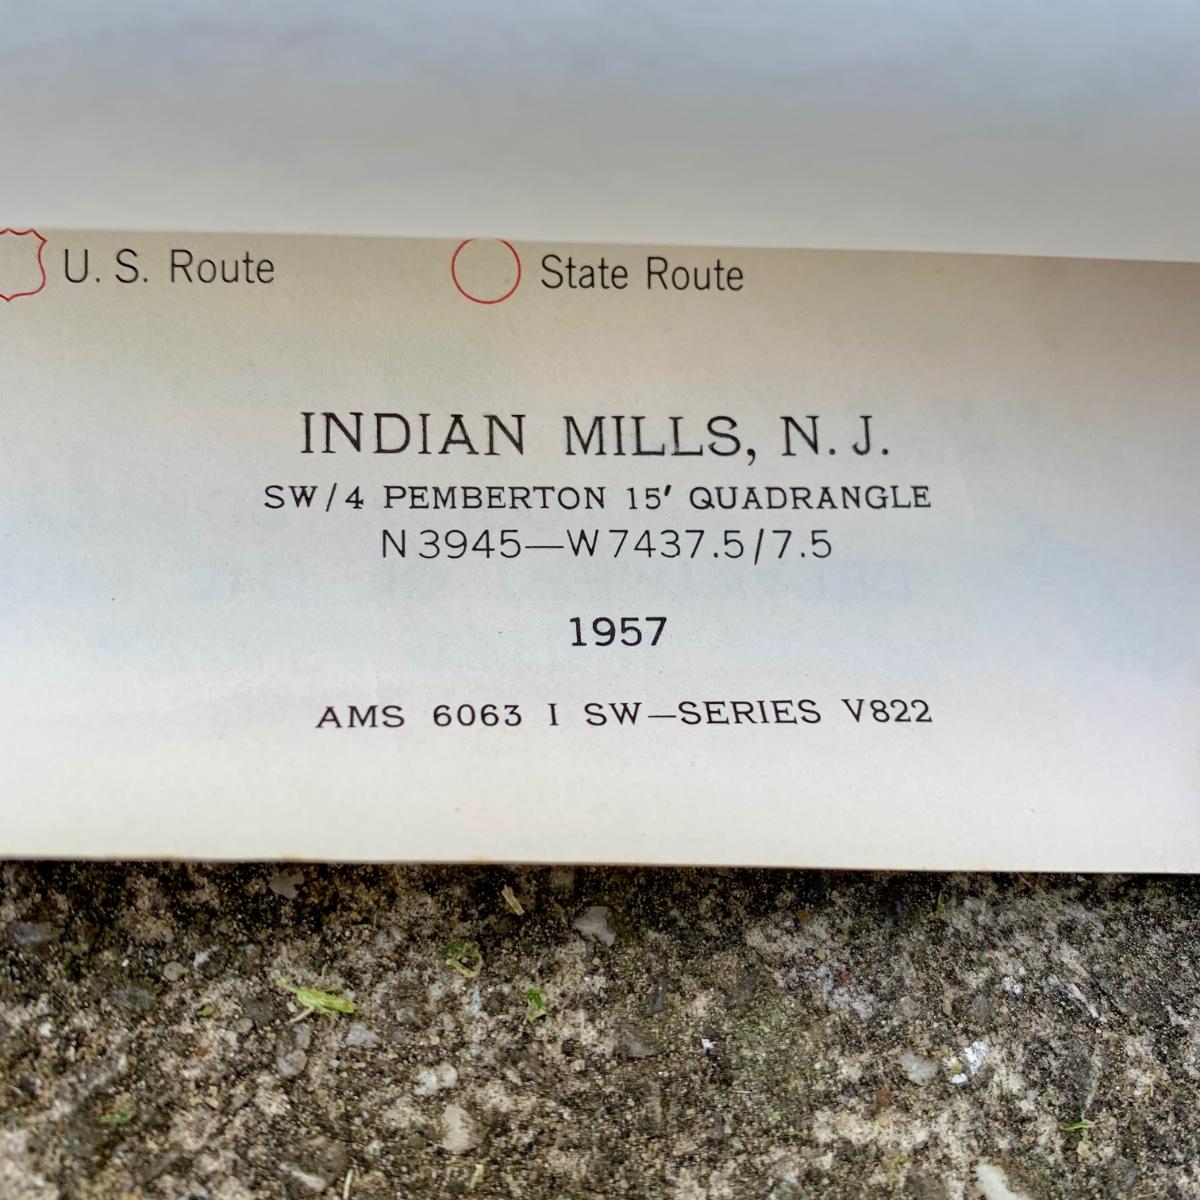 U. S. Route State Route
INDIAN MILLS, N. J.
SW/4 PEMBERTON 15′ QUADRANGLE
N 3945—W 7437.5/7.5
1957
AMS 6063 I SW—SERIES V822